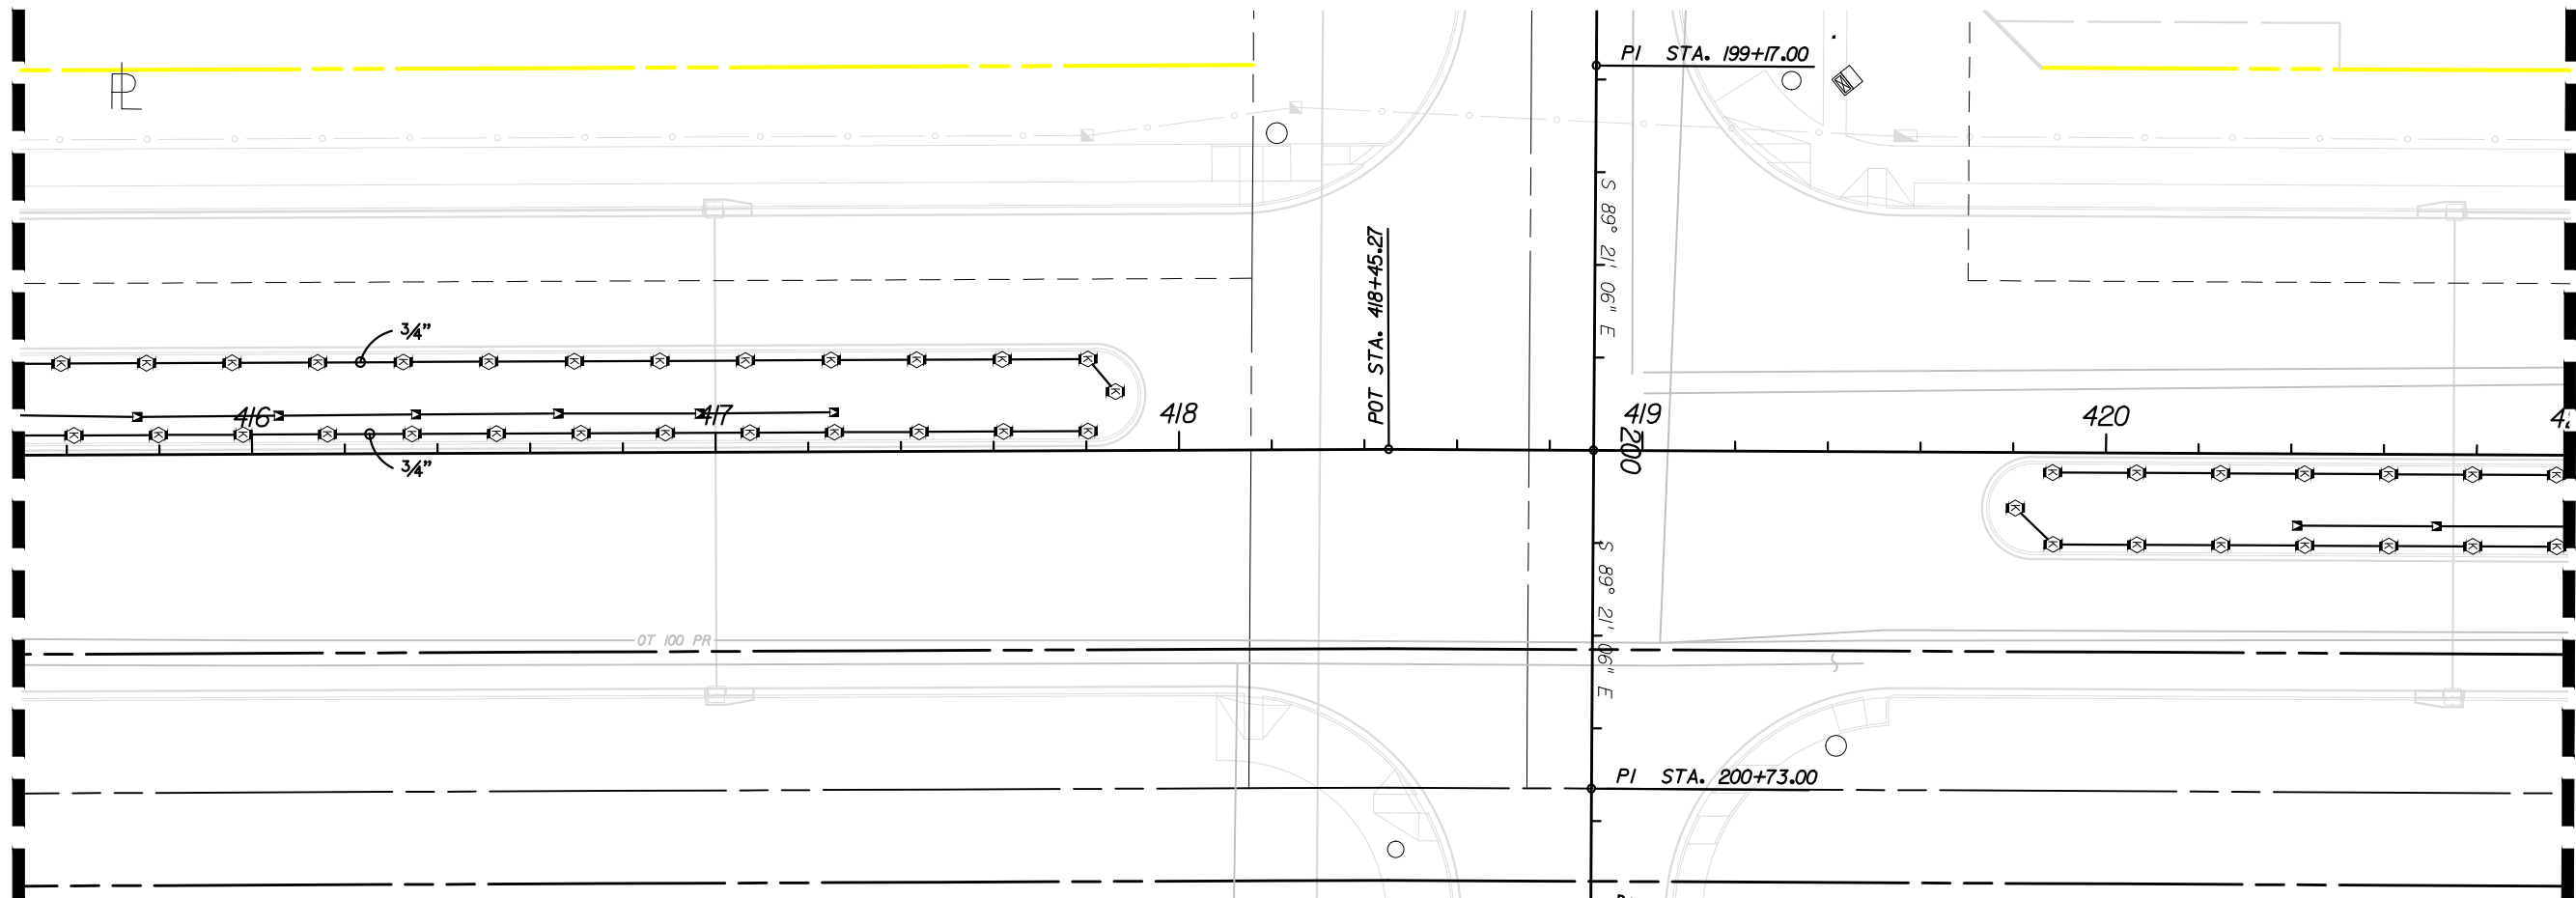 PI STA. 199+17.00
PL
S 89° 21' 06" E
POT STA. 418+45.27
3/4"
416
417
418
419
420
200
3/4"
S 89° 21' 06" E
OT 100 PR
PI STA. 200+73.00